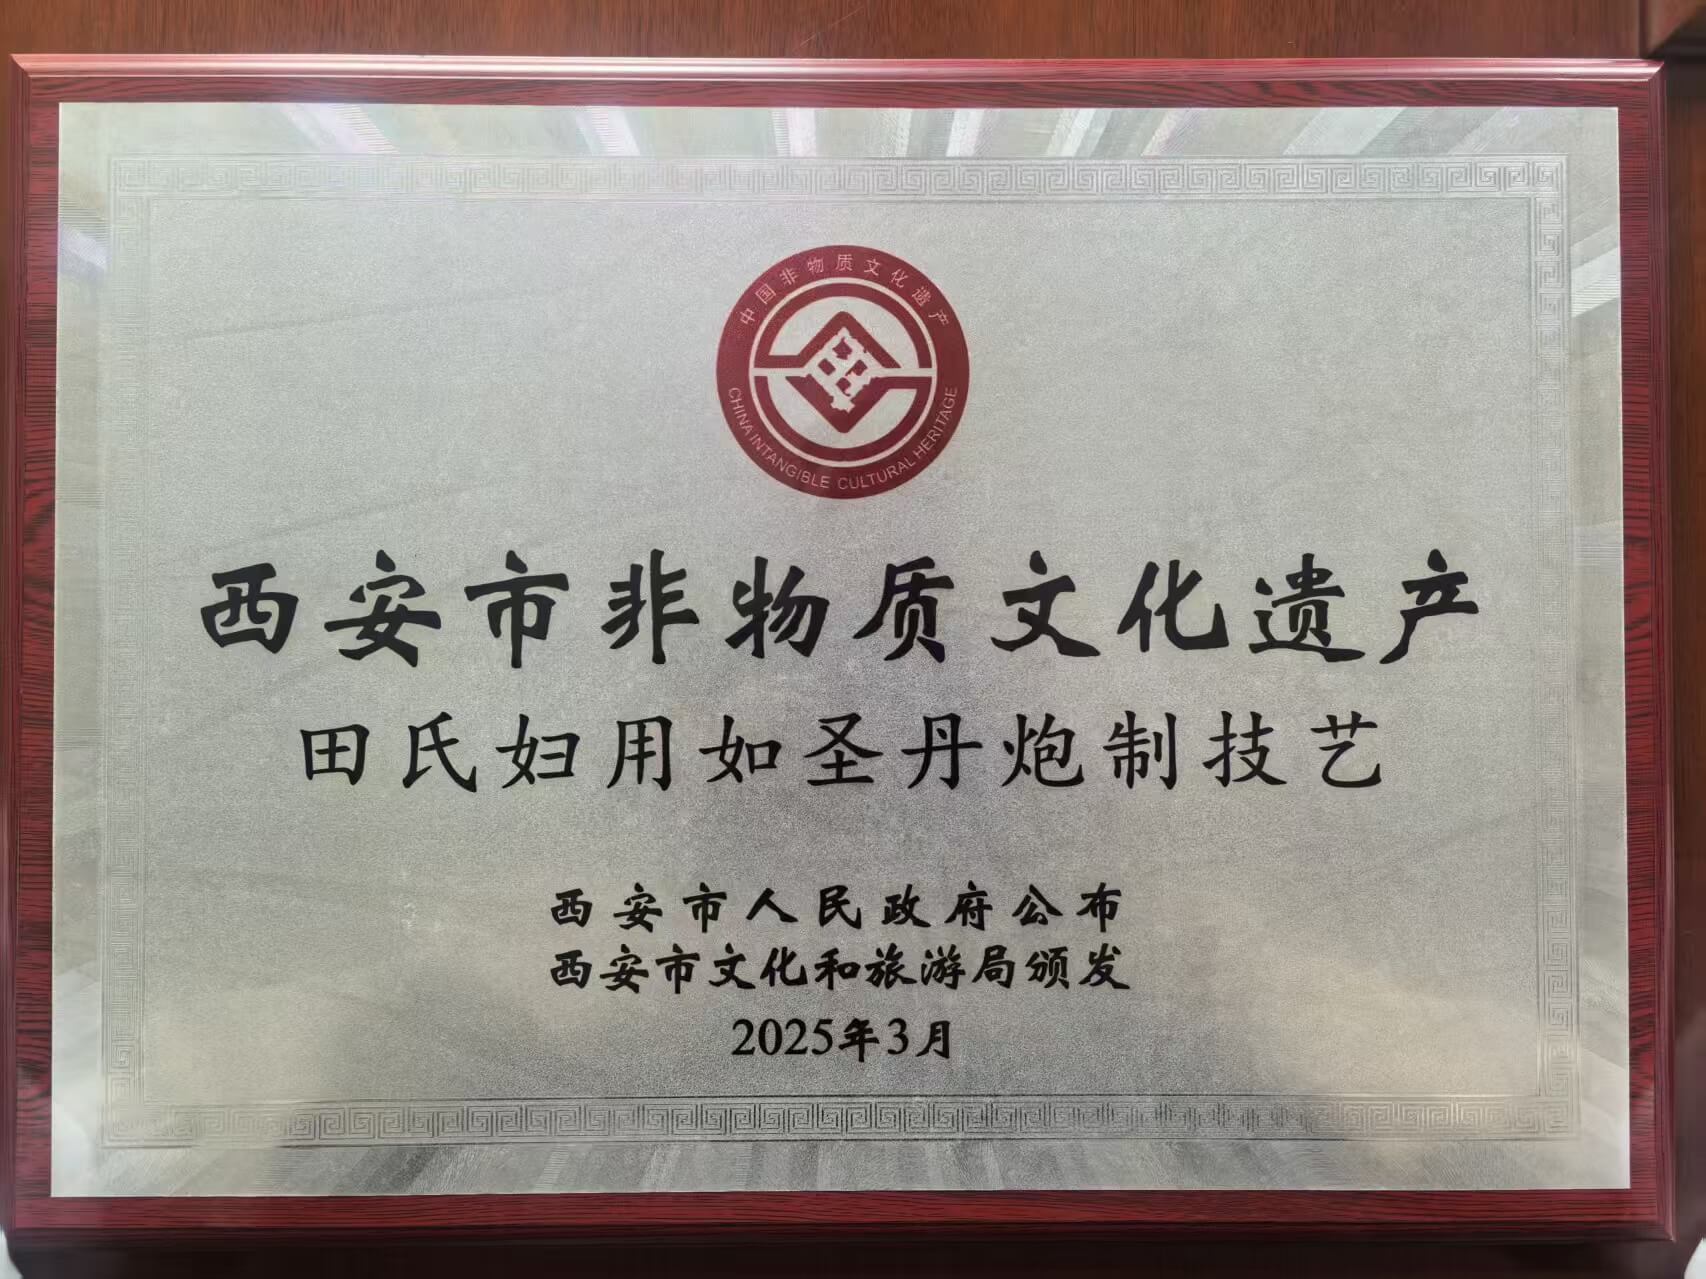 中国非物质文化遗产
CHINA INTANGIBLE CULTURAL HERITAGE
西安市非物质文化遗产
田氏妇用如圣丹炮制技艺
西安市人民政府公布
西安市文化和旅游局颁发
2025年3月